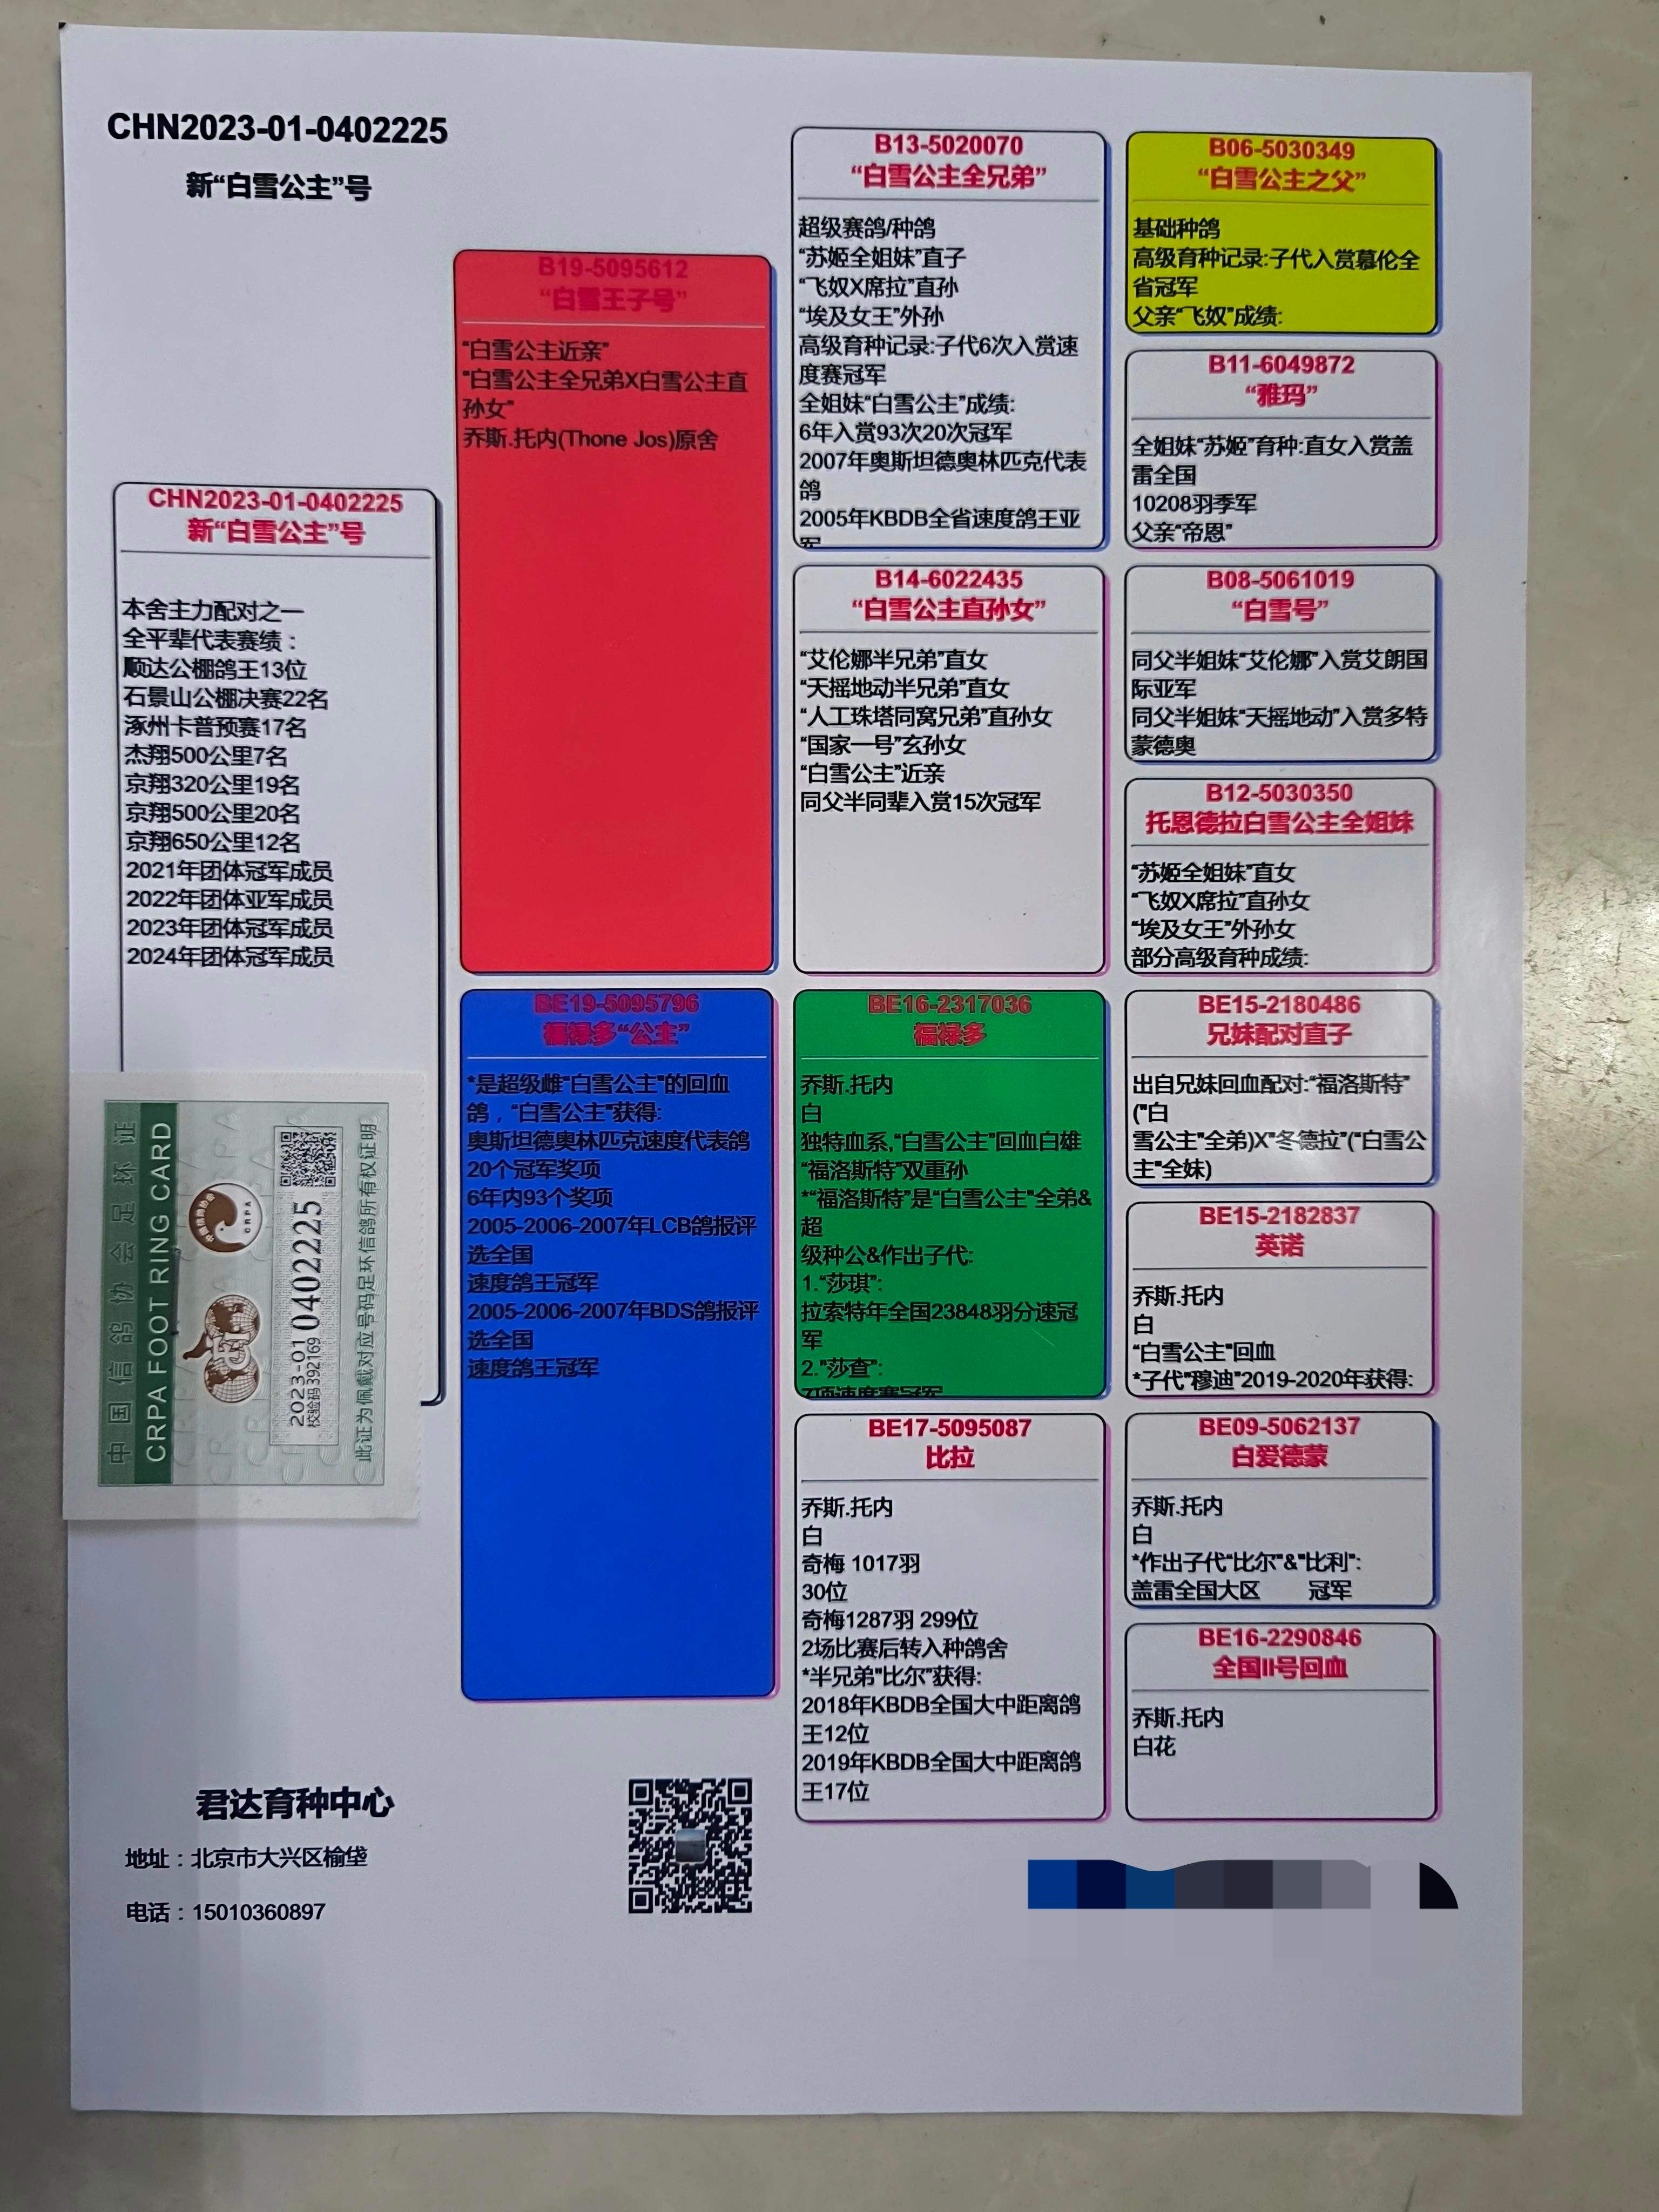 CHN2023-01-0402225
新“白雪公主”号
CHN2023-01-0402225
新“白雪公主”号
本舍主力配对之一
全平辈代表赛绩：
顺达公棚鸽王13位
石景山公棚决赛22名
涿州卡普预赛17名
杰翔500公里7名
京翔320公里19名
京翔500公里20名
京翔650公里12名
2021年团体冠军成员
2022年团体亚军成员
2023年团体冠军成员
2024年团体冠军成员
中国信鸽协会足环证
CRPA FOOT RING CARD
中国信鸽协会
CRPA
2023-01 0402225
校验码392169
此证为佩戴对应号码足环信鸽所有权证明
B19-5095612
“白雪王子号”
“白雪公主近亲”
“白雪公主全兄弟X白雪公主直
孙女”
乔斯.托内(Thone Jos)原舍
BE19-5095796
福禄多“公主”
*是超级雌“白雪公主”的回血
鸽，“白雪公主”获得:
奥斯坦德奥林匹克速度代表鸽
20个冠军奖项
6年内93个奖项
2005-2006-2007年LCB鸽报评
选全国
速度鸽王冠军
2005-2006-2007年BDS鸽报评
选全国
速度鸽王冠军
B13-5020070
“白雪公主全兄弟”
超级赛鸽/种鸽
“苏姬全姐妹”直子
“飞奴X席拉”直孙
“埃及女王”外孙
高级育种记录:子代6次入赏速
度赛冠军
全姐妹“白雪公主”成绩:
6年入赏93次20次冠军
2007年奥斯坦德奥林匹克代表
鸽
2005年KBDB全省速度鸽王亚
军
B14-6022435
“白雪公主直孙女”
“艾伦娜半兄弟”直女
“天摇地动半兄弟”直女
“人工珠塔同窝兄弟”直孙女
“国家一号”玄孙女
“白雪公主”近亲
同父半同辈入赏15次冠军
BE16-2317036
福禄多
乔斯.托内
白
独特血系,“白雪公主”回血白雄
“福洛斯特”双重孙
*“福洛斯特”是“白雪公主”全弟&
超
级种公&作出子代:
1.“莎琪”:
拉索特年全国23848羽分速冠
军
2.“莎查”:
7项速度赛冠军
BE17-5095087
比拉
乔斯.托内
白
奇梅 1017羽
30位
奇梅1287羽 299位
2场比赛后转入种鸽舍
*半兄弟“比尔”获得:
2018年KBDB全国大中距离鸽
王12位
2019年KBDB全国大中距离鸽
王17位
B06-5030349
“白雪公主之父”
基础种鸽
高级育种记录:子代入赏慕伦全
省冠军
父亲“飞奴”成绩:
B11-6049872
“雅玛”
全姐妹“苏姬”育种:直女入赏盖
雷全国
10208羽季军
父亲“帝恩”
B08-5061019
“白雪号”
同父半姐妹“艾伦娜”入赏艾朗国
际亚军
同父半姐妹“天摇地动”入赏多特
蒙德奥
B12-5030350
托恩德拉白雪公主全姐妹
“苏姬全姐妹”直女
“飞奴X席拉”直孙女
“埃及女王”外孙女
部分高级育种成绩:
BE15-2180486
兄妹配对直子
出自兄妹回血配对:“福洛斯特”
(“白
雪公主”全弟)X“冬德拉”(“白雪公
主”全妹)
BE15-2182837
英诺
乔斯.托内
白
“白雪公主”回血
*子代“穆迪”2019-2020年获得:
BE09-5062137
白爱德蒙
乔斯.托内
白
*作出子代“比尔”&“比利”:
盖雷全国大区 冠军
BE16-2290846
全国II号回血
乔斯.托内
白花
君达育种中心
地址：北京市大兴区榆垡
电话：15010360897